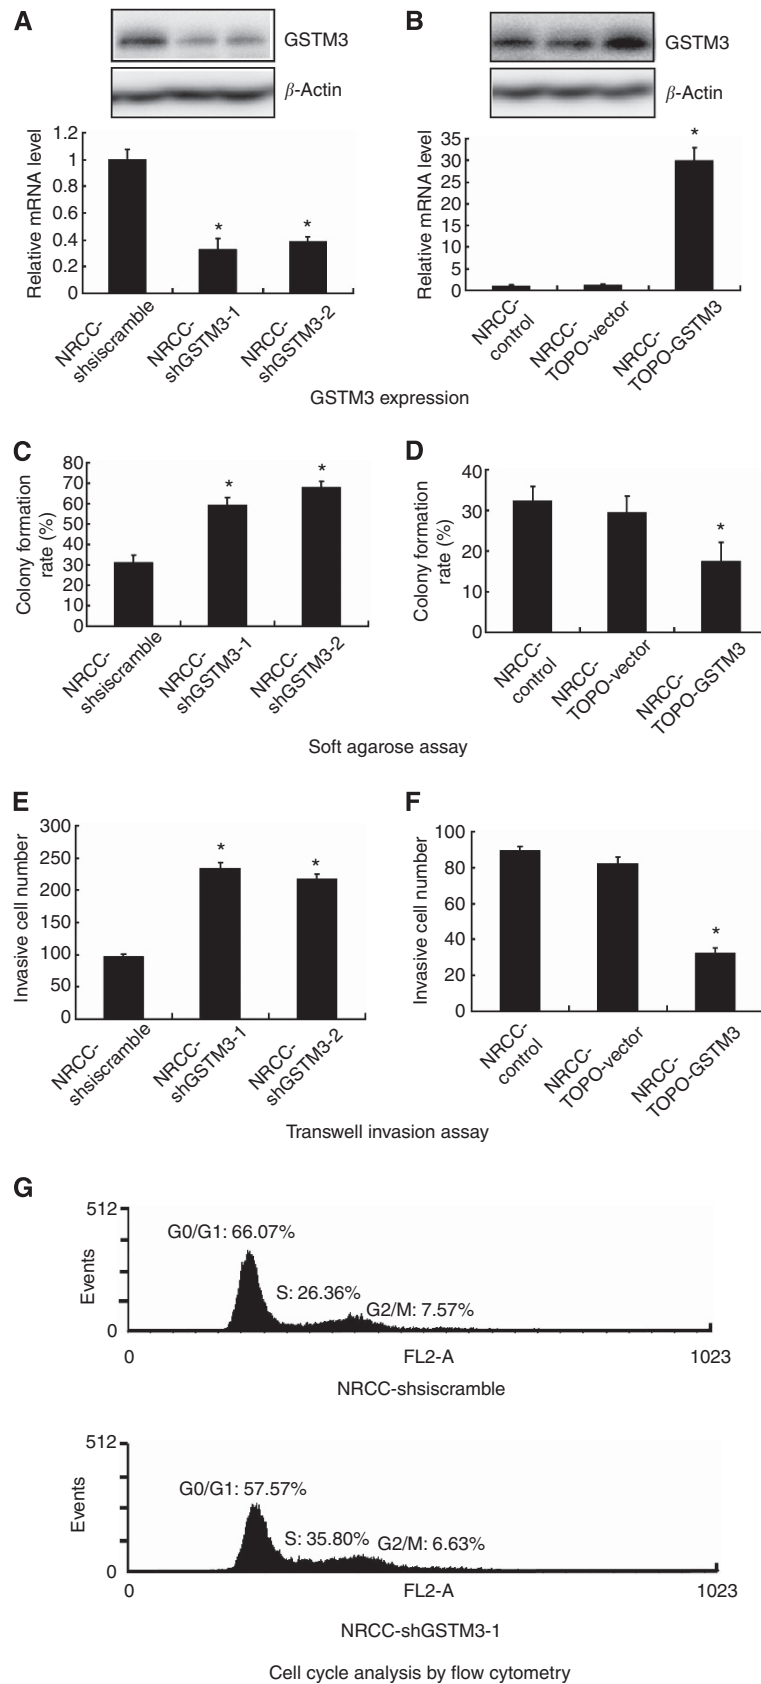 A
GSTM3
β-Actin
Relative mRNA level
1.2
1
0.8
0.6
0.4
0.2
0
*
*
NRCC-
shsiscramble
NRCC-
shGSTM3-1
NRCC-
shGSTM3-2
B
GSTM3
β-Actin
Relative mRNA level
35
30
25
20
15
10
5
0
*
NRCC-
control
NRCC-
TOPO-vector
NRCC-
TOPO-GSTM3
GSTM3 expression
C
Colony formation
rate (%)
80
70
60
50
40
30
20
10
0
*
*
NRCC-
shsiscramble
NRCC-
shGSTM3-1
NRCC-
shGSTM3-2
D
Colony formation
rate (%)
40
30
20
10
0
*
NRCC-
control
NRCC-
TOPO-vector
NRCC-
TOPO-GSTM3
Soft agarose assay
E
Invasive cell number
300
250
200
150
100
50
0
*
*
NRCC-
shsiscramble
NRCC-
shGSTM3-1
NRCC-
shGSTM3-2
F
Invasive cell number
100
80
60
40
20
0
*
NRCC-
control
NRCC-
TOPO-vector
NRCC-
TOPO-GSTM3
Transwell invasion assay
G
512
Events
0
G0/G1: 66.07%
S: 26.36%
G2/M: 7.57%
0
FL2-A
1023
NRCC-shsiscramble
512
Events
0
G0/G1: 57.57%
S: 35.80%
G2/M: 6.63%
0
FL2-A
1023
NRCC-shGSTM3-1
Cell cycle analysis by flow cytometry